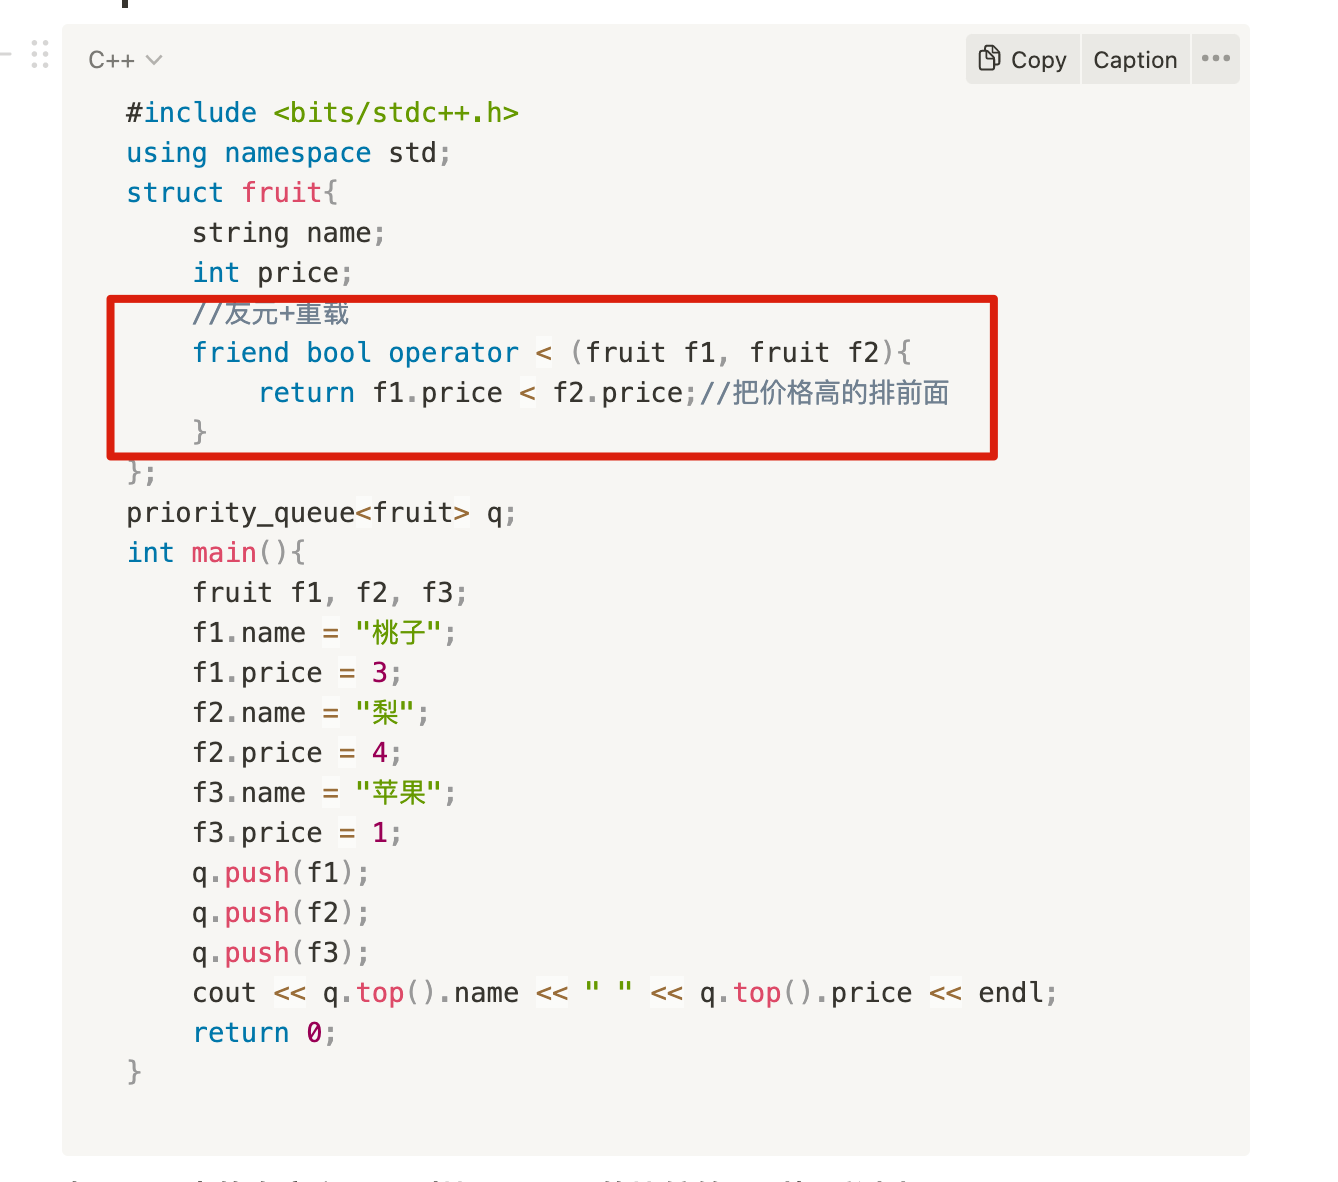 C++
Copy
Caption
#include <bits/stdc++.h>
using namespace std;
struct fruit{
    string name;
    int price;
    //友元+重载
    friend bool operator < (fruit f1, fruit f2){
        return f1.price < f2.price;//把价格高的排前面
    }
};
priority_queue<fruit> q;
int main(){
    fruit f1, f2, f3;
    f1.name = "桃子";
    f1.price = 3;
    f2.name = "梨";
    f2.price = 4;
    f3.name = "苹果";
    f3.price = 1;
    q.push(f1);
    q.push(f2);
    q.push(f3);
    cout << q.top().name << " " << q.top().price << endl;
    return 0;
}